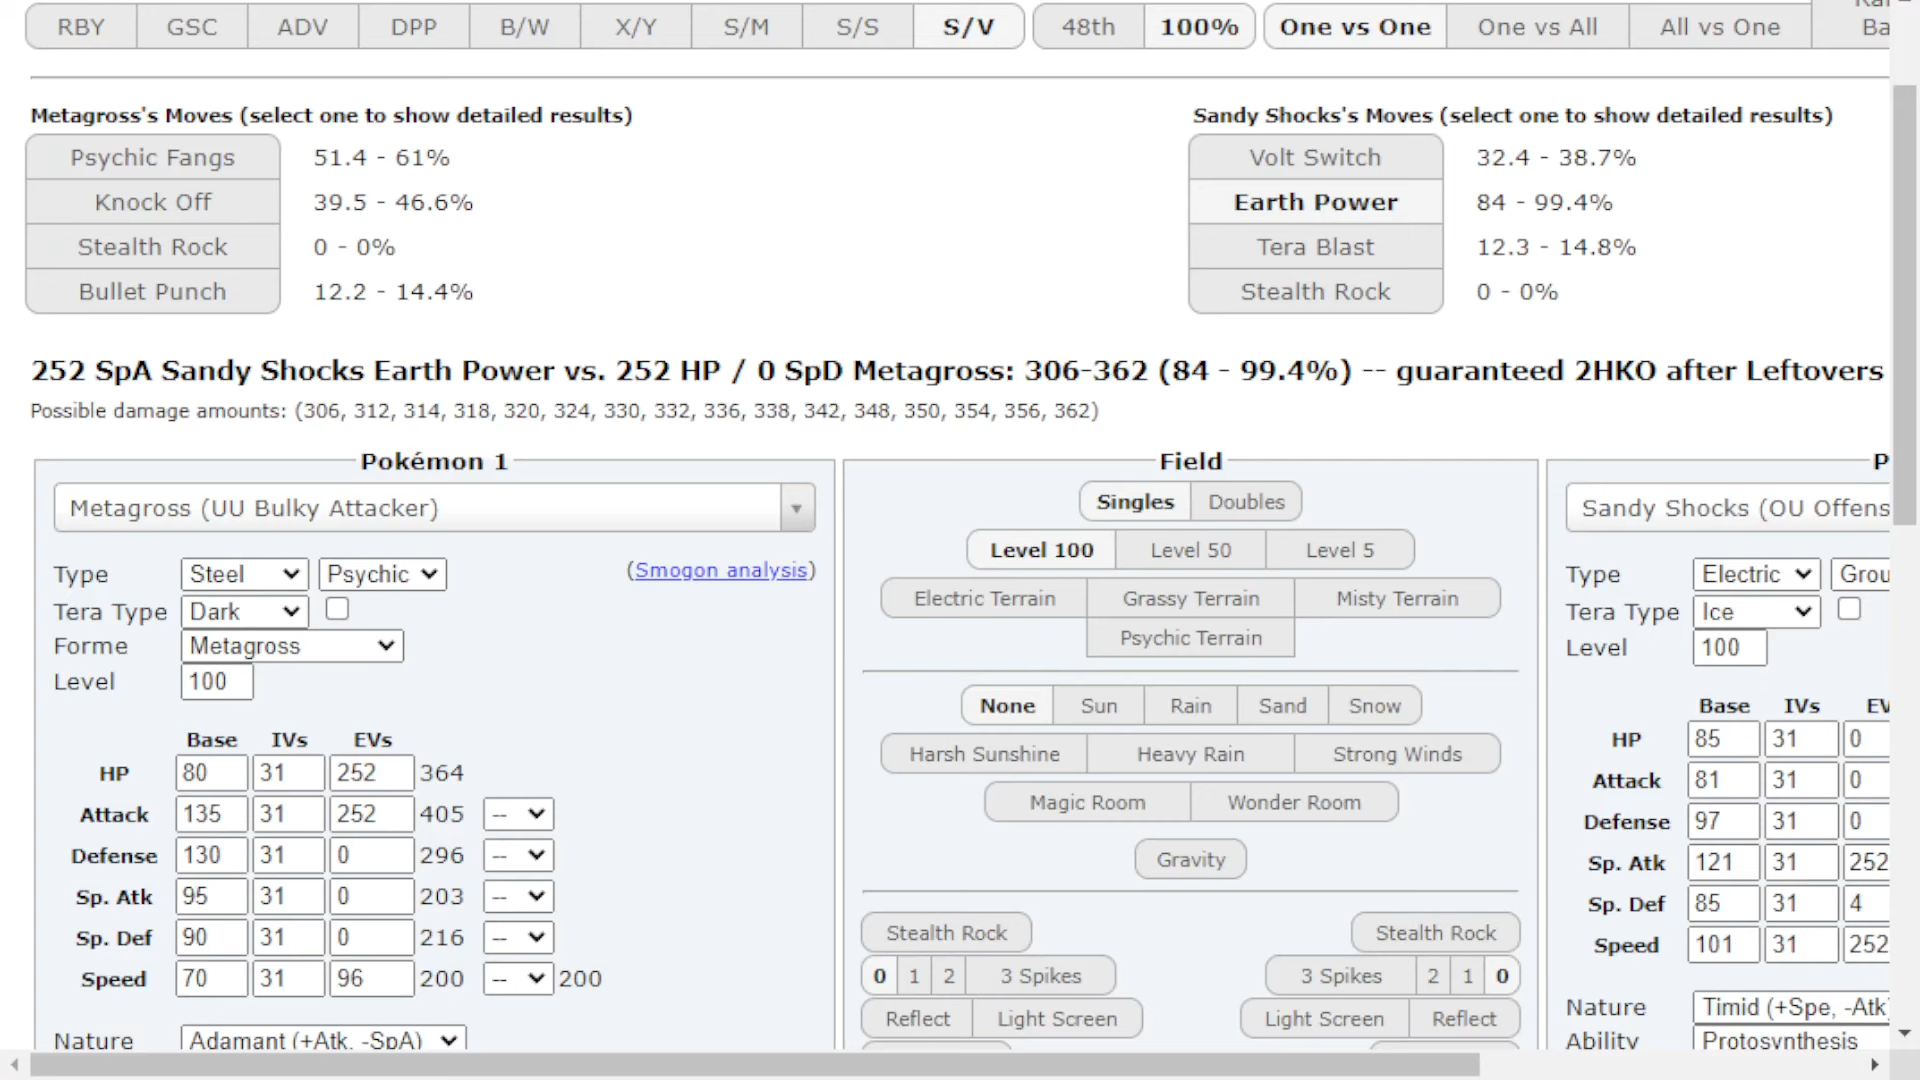 RBY GSC ADV DPP B/W X/Y S/M S/S S/V 48th 100% One vs One One vs All All vs One
Metagross's Moves (select one to show detailed results)
Psychic Fangs 51.4 - 61%
Knock Off 39.5 - 46.6%
Stealth Rock 0 - 0%
Bullet Punch 12.2 - 14.4%
Sandy Shocks's Moves (select one to show detailed results)
Volt Switch 32.4 - 38.7%
Earth Power 84 - 99.4%
Tera Blast 12.3 - 14.8%
Stealth Rock 0 - 0%
252 SpA Sandy Shocks Earth Power vs. 252 HP / 0 SpD Metagross: 306-362 (84 - 99.4%) -- guaranteed 2HKO after Leftovers
Possible damage amounts: (306, 312, 314, 318, 320, 324, 330, 332, 336, 338, 342, 348, 350, 354, 356, 362)
Pokémon 1
Metagross (UU Bulky Attacker)
Type Steel Psychic (Smogon analysis)
Tera Type Dark
Forme Metagross
Level 100
Base IVs EVs
HP 80 31 252 364
Attack 135 31 252 405 --
Defense 130 31 0 296 --
Sp. Atk 95 31 0 203 --
Sp. Def 90 31 0 216 --
Speed 70 31 96 200 -- 200
Nature Adamant (+Atk, -SpA)
Field
Singles Doubles
Level 100 Level 50 Level 5
Electric Terrain Grassy Terrain Misty Terrain
Psychic Terrain
None Sun Rain Sand Snow
Harsh Sunshine Heavy Rain Strong Winds
Magic Room Wonder Room
Gravity
Stealth Rock Stealth Rock
0 1 2 3 Spikes 3 Spikes 2 1 0
Reflect Light Screen Light Screen Reflect
P
Sandy Shocks (OU Offens
Type Electric Grou
Tera Type Ice
Level 100
Base IVs EV
HP 85 31 0
Attack 81 31 0
Defense 97 31 0
Sp. Atk 121 31 252
Sp. Def 85 31 4
Speed 101 31 252
Nature Timid (+Spe, -Atk)
Ability Protosynthesis